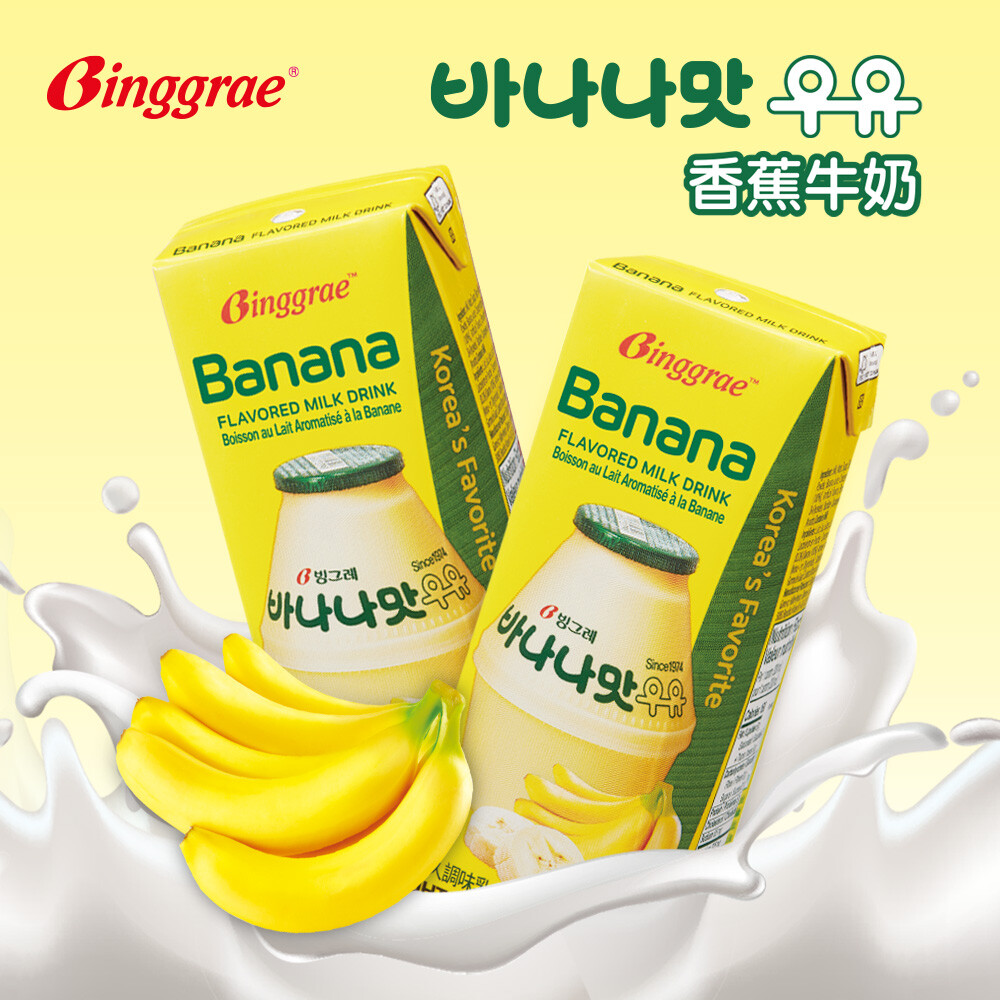 Binggrae®
바나나맛 우유
香蕉牛奶
Banana FLAVORED MILK DRINK
Binggrae™
Banana
FLAVORED MILK DRINK
Boisson au Lait Aromatisé à la Banane
Korea's Favorite
빙그레
Since1974
바나나맛우유
Banana FLAVORED MILK DRINK
Binggrae™
Banana
FLAVORED MILK DRINK
Boisson au Lait Aromatisé à la Banane
Korea's Favorite
빙그레
Since1974
바나나맛우유
調味乳